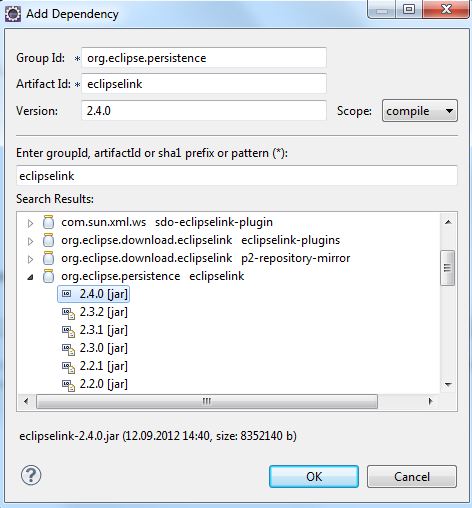 Add Dependency
Group Id: * org.eclipse.persistence
Artifact Id: * eclipselink
Version: 2.4.0 Scope: compile
Enter groupId, artifactId or sha1 prefix or pattern (*):
eclipselink
Search Results:
com.sun.xml.ws sdo-eclipselink-plugin
org.eclipse.download.eclipselink eclipselink-plugins
org.eclipse.download.eclipselink p2-repository-mirror
org.eclipse.persistence eclipselink
2.4.0 [jar]
2.3.2 [jar]
2.3.1 [jar]
2.3.0 [jar]
2.2.1 [jar]
2.2.0 [jar]
eclipselink-2.4.0.jar (12.09.2012 14:40, size: 8352140 b)
? OK Cancel